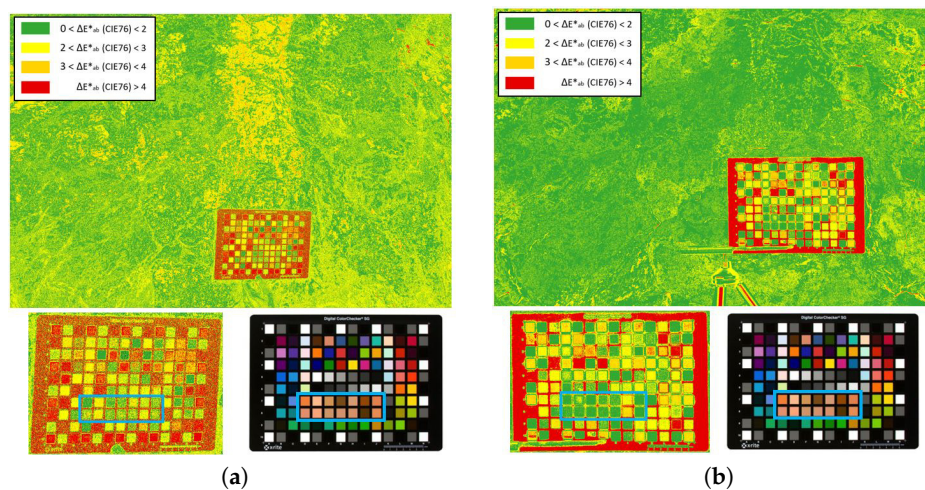 0 < ΔE*ab (CIE76) < 2
2 < ΔE*ab (CIE76) < 3
3 < ΔE*ab (CIE76) < 4
ΔE*ab (CIE76) > 4
0 < ΔE*ab (CIE76) < 2
2 < ΔE*ab (CIE76) < 3
3 < ΔE*ab (CIE76) < 4
ΔE*ab (CIE76) > 4
Digital ColorChecker® SG
x-rite
Digital ColorChecker® SG
x-rite
(a)
(b)